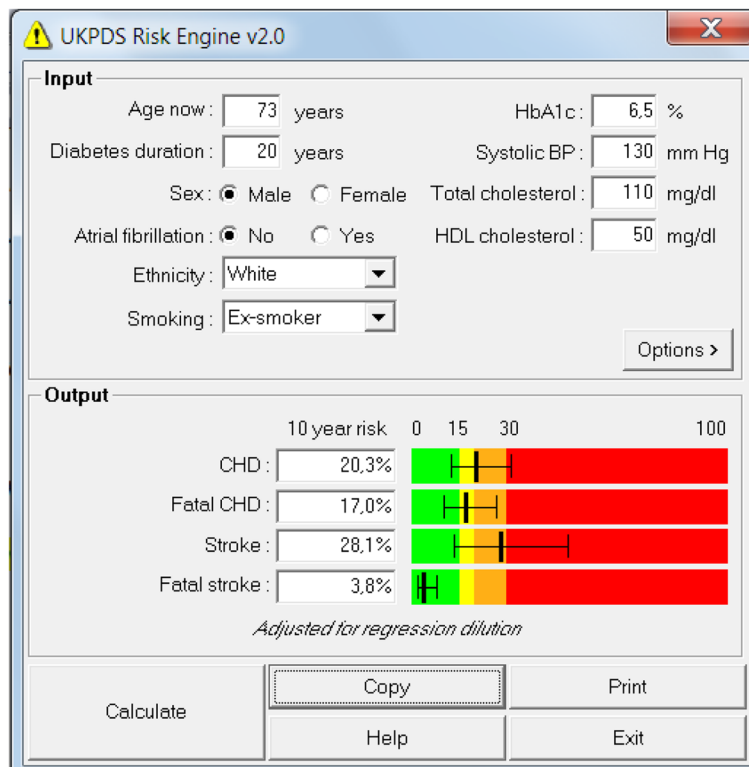 UKPDS Risk Engine v2.0
Input
Age now : 73 years HbA1c : 6,5 %
Diabetes duration : 20 years Systolic BP : 130 mm Hg
Sex : Male Female Total cholesterol : 110 mg/dl
Atrial fibrillation : No Yes HDL cholesterol : 50 mg/dl
Ethnicity : White
Smoking : Ex-smoker
Options >
Output
10 year risk 0 15 30 100
CHD : 20,3%
Fatal CHD : 17,0%
Stroke : 28,1%
Fatal stroke : 3,8%
Adjusted for regression dilution
Calculate Copy Print
Help Exit